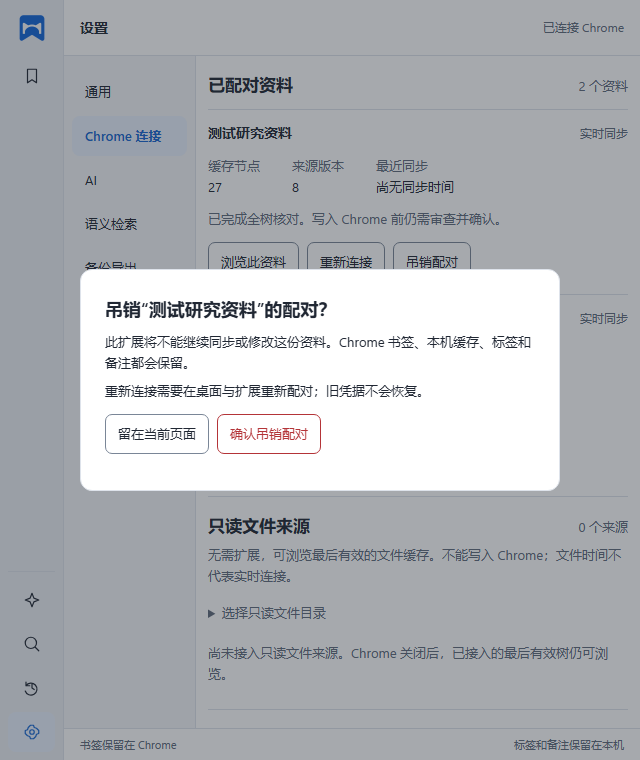 设置
已连接 Chrome
通用
Chrome 连接
AI
语义检索
备份导出
已配对资料
2 个资料
测试研究资料
实时同步
缓存节点
来源版本
最近同步
27
8
尚无同步时间
已完成全树核对。写入 Chrome 前仍需审查并确认。
浏览此资料
重新连接
吊销配对
实时同步
吊销“测试研究资料”的配对？
此扩展将不能继续同步或修改这份资料。Chrome 书签、本机缓存、标签和
备注都会保留。
重新连接需要在桌面与扩展重新配对；旧凭据不会恢复。
留在当前页面
确认吊销配对
只读文件来源
0 个来源
无需扩展，可浏览最后有效的文件缓存。不能写入 Chrome；文件时间不
代表实时连接。
选择只读文件目录
尚未接入只读文件来源。Chrome 关闭后，已接入的最后有效树仍可浏
览。
书签保留在 Chrome
标签和备注保留在本机